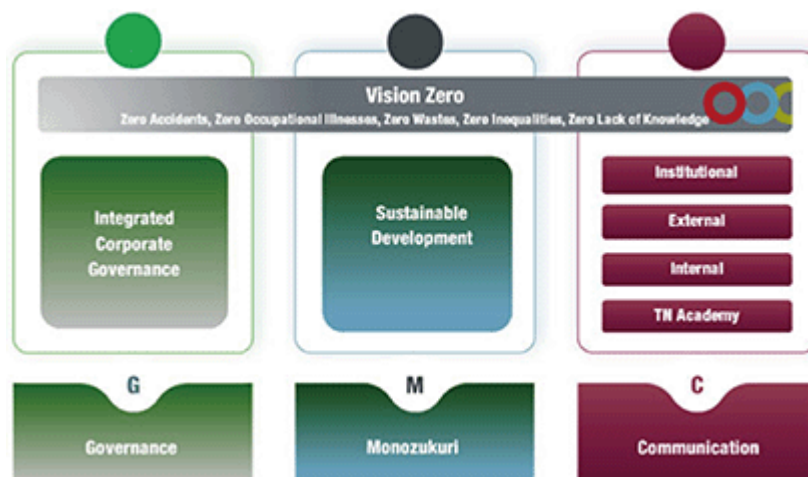 Vision Zero
Zero Accidents, Zero Occupational Illnesses, Zero Wastes, Zero Inequalities, Zero Lack of Knowledge
Integrated
Corporate
Governance
Sustainable
Development
Institutional
External
Internal
TN Academy
G
Governance
M
Monozukuri
C
Communication